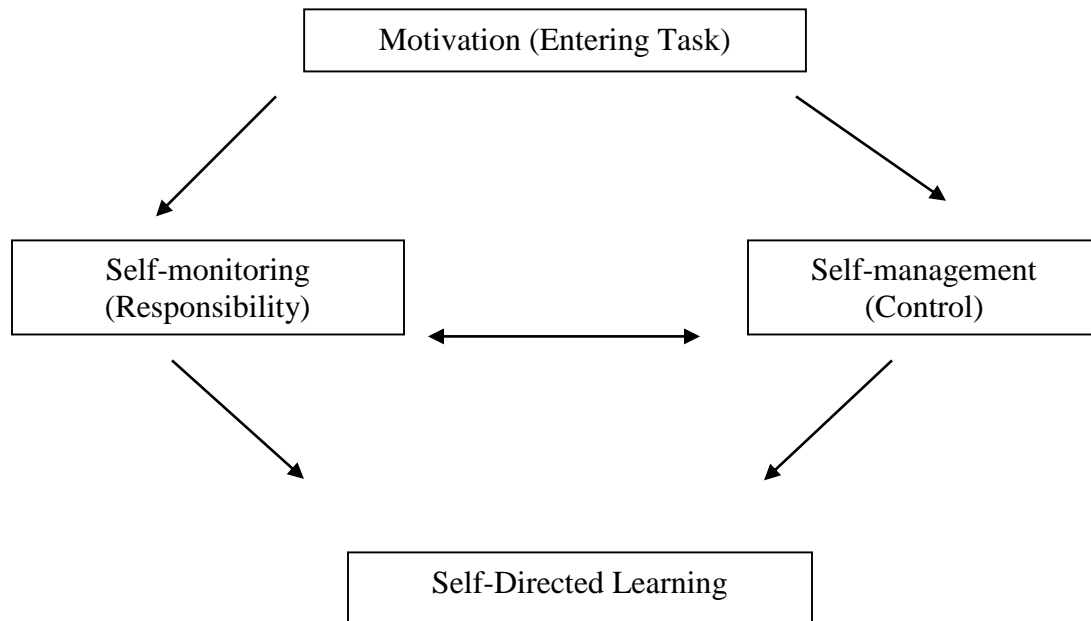 Motivation (Entering Task)
Self-monitoring
(Responsibility)
Self-management
(Control)
Self-Directed Learning